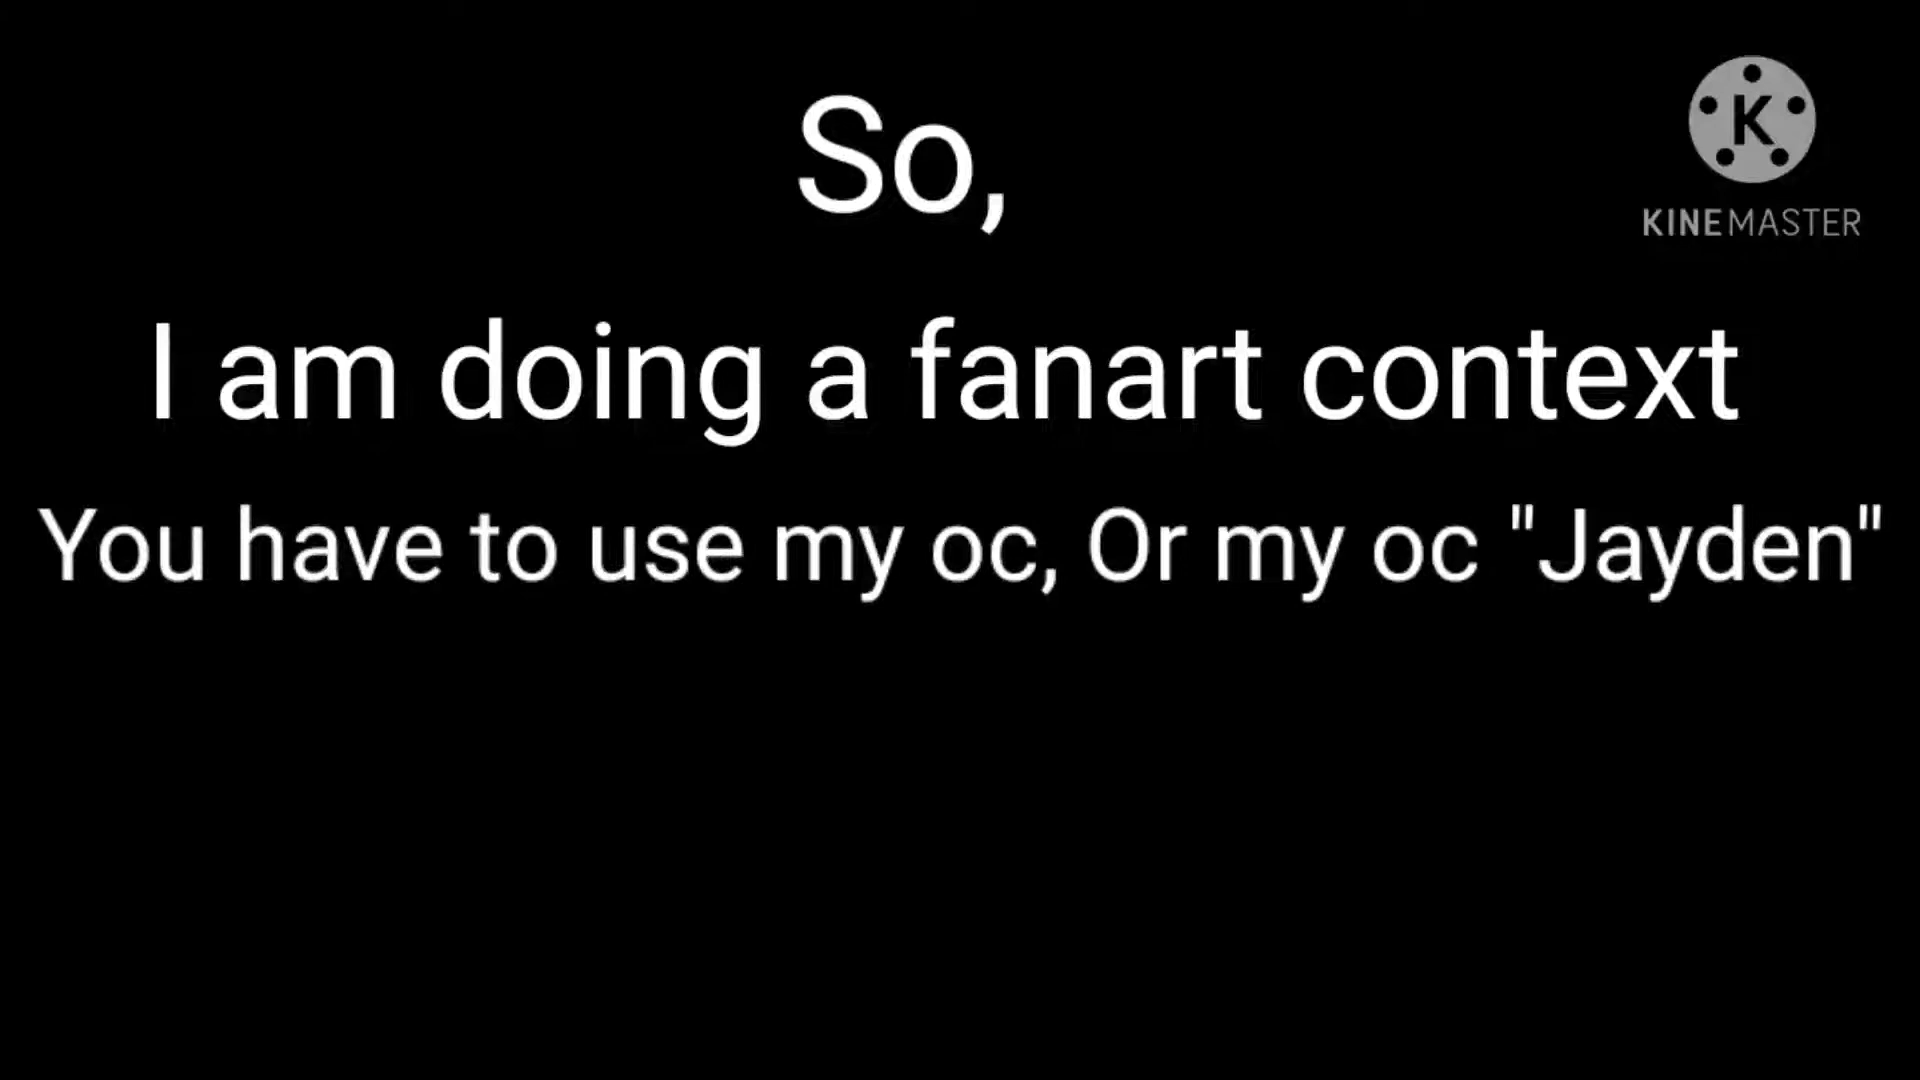 So,
K
KINEMASTER
I am doing a fanart context
You have to use my oc, Or my oc "Jayden"